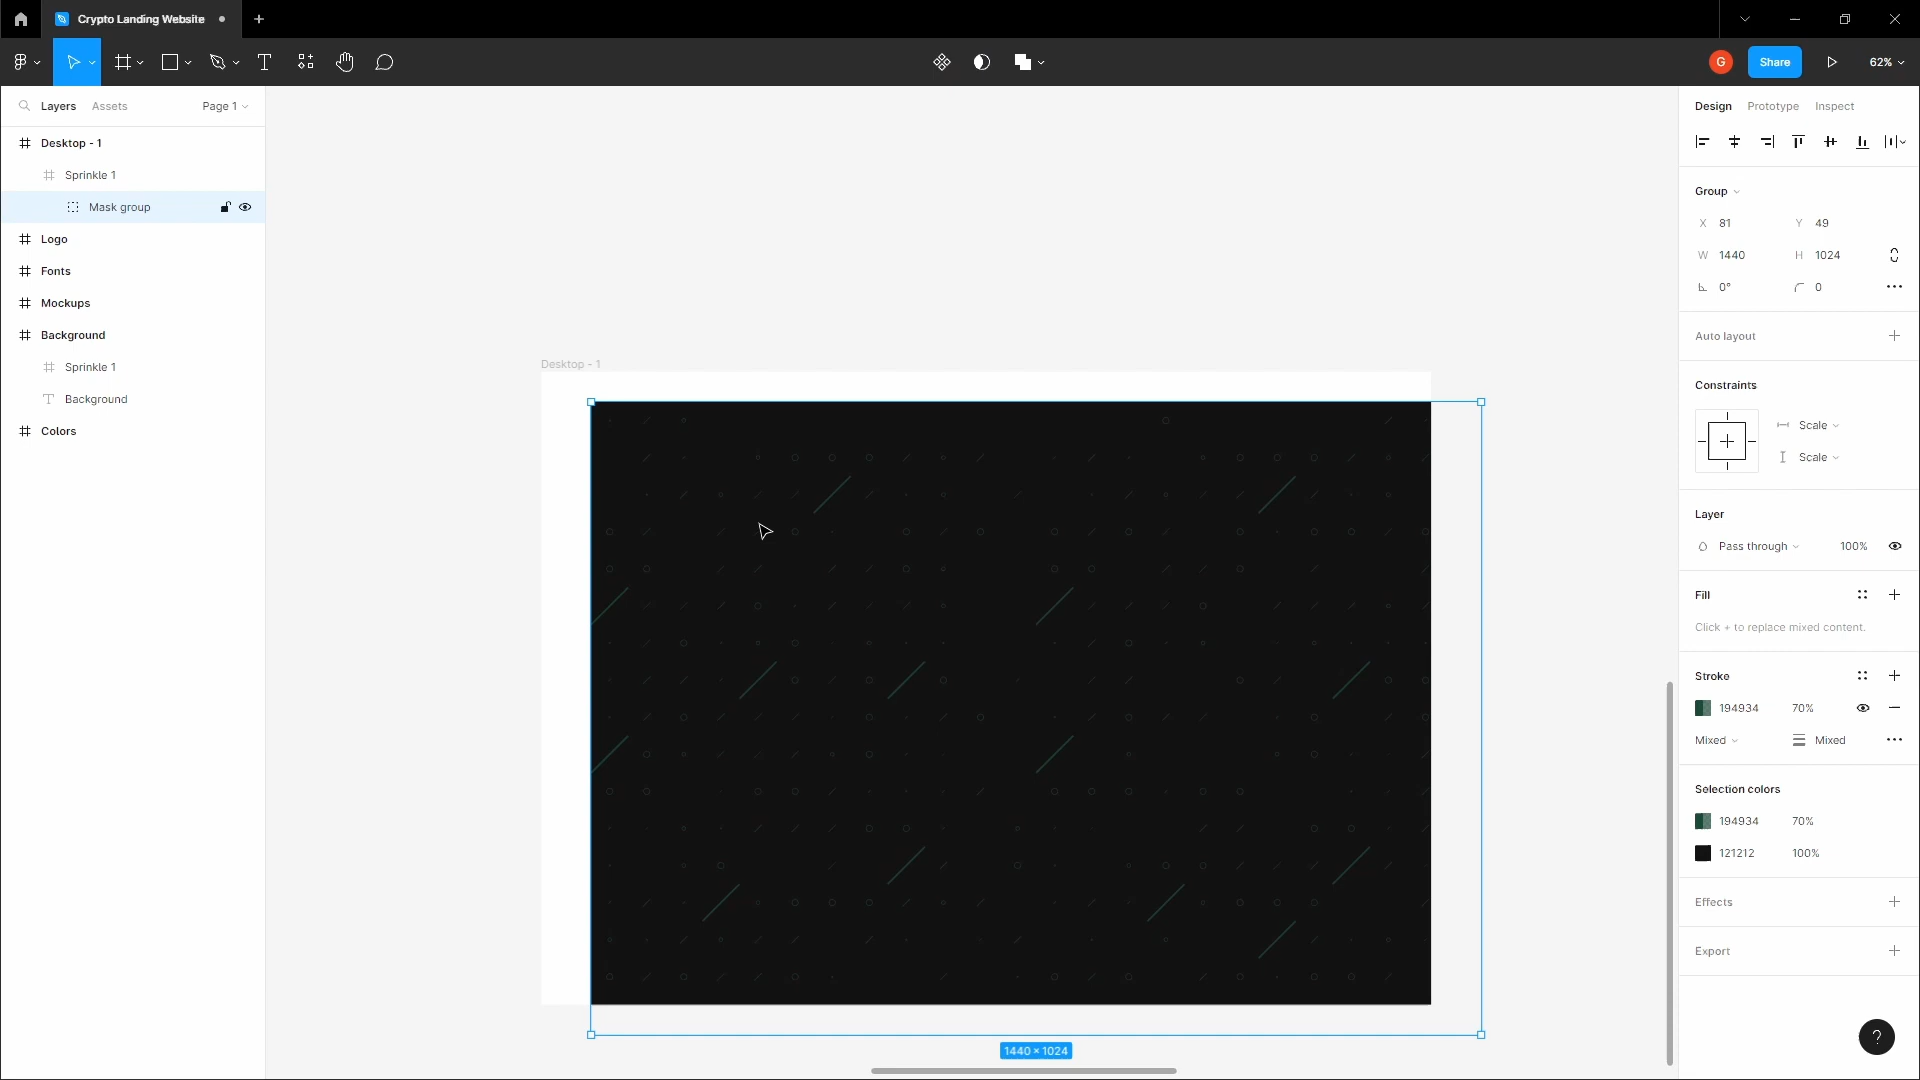 Crypto Landing Website
G
Share
62%
Layers
Assets
Page 1
Desktop - 1
Sprinkle 1
Mask group
Logo
Fonts
Mockups
Background
Sprinkle 1
Background
Colors
Desktop - 1
1440 × 1024
Design
Prototype
Inspect
Group
X 81
Y 49
W 1440
H 1024
0°
0
Auto layout
Constraints
Scale
Scale
Layer
Pass through
100%
Fill
Click + to replace mixed content.
Stroke
194934
70%
Mixed
Mixed
Selection colors
194934
70%
121212
100%
Effects
Export
?